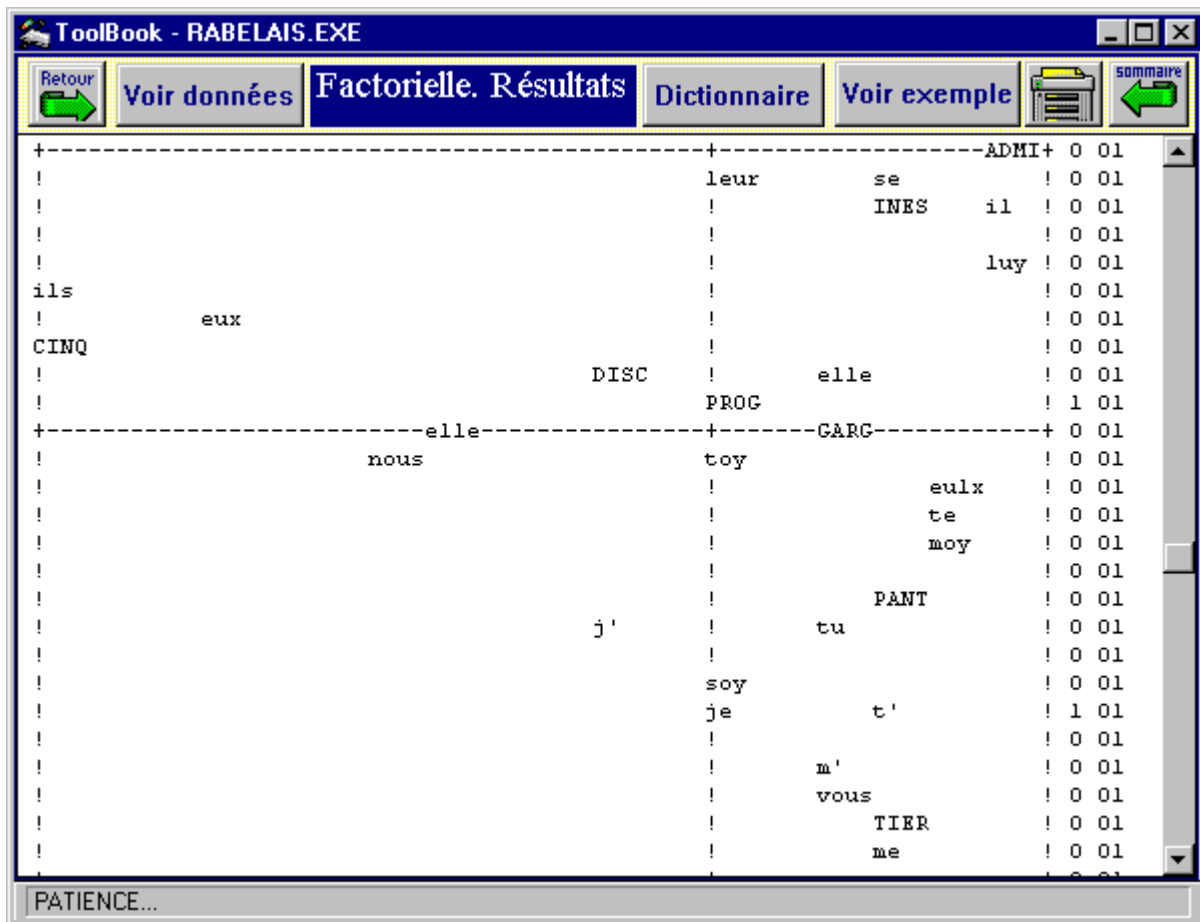 ToolBook - RABELAIS.EXE
Retour Voir données Factorielle. Résultats Dictionnaire Voir exemple sommaire
+-----------------------------------------------+-------------------ADMI+ 0 01
! leur se ! 0 01
! ! INES il ! 0 01
! ! ! 0 01
! ! luy ! 0 01
ils ! ! 0 01
! eux ! ! 0 01
CINQ ! ! 0 01
! DISC ! elle ! 0 01
! PROG ! 1 01
+---------------------------elle----------------+-------GARG------------+ 0 01
! nous toy ! 0 01
! ! eulx ! 0 01
! ! te ! 0 01
! ! moy ! 0 01
! ! ! 0 01
! ! PANT ! 0 01
! j' ! tu ! 0 01
! ! ! 0 01
! soy ! 0 01
! je t' ! 1 01
! ! ! 0 01
! ! m' ! 0 01
! ! vous ! 0 01
! ! TIER ! 0 01
! ! me ! 0 01
PATIENCE...